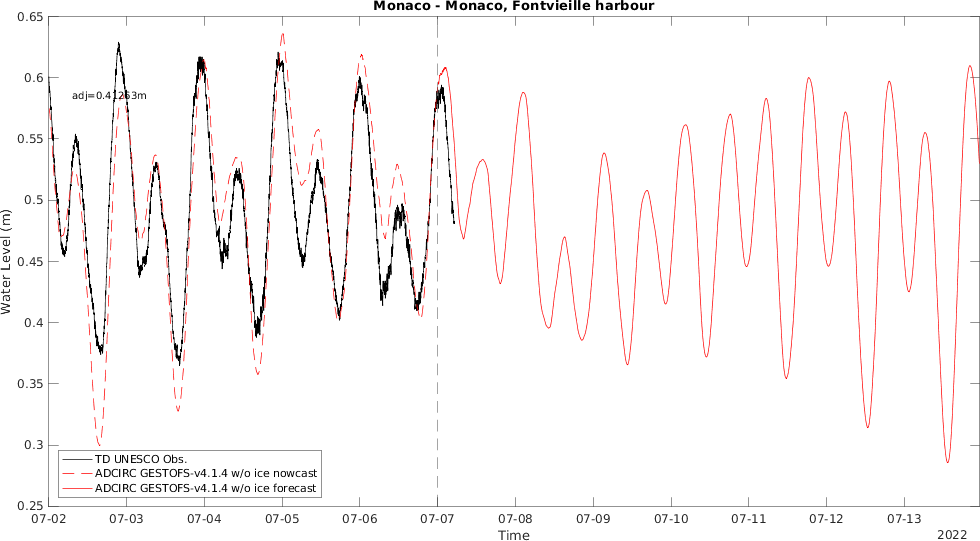 Monaco - Monaco, Fontvieille harbour
0.65
0.6
adj=0.41263m
0.55
0.5
0.45
0.4
0.35
0.3
0.25
Water Level (m)
TD UNESCO Obs.
ADCIRC GESTOFS-v4.1.4 w/o ice nowcast
ADCIRC GESTOFS-v4.1.4 w/o ice forecast
07-02 07-03 07-04 07-05 07-06 07-07 07-08 07-09 07-10 07-11 07-12 07-13
Time
2022